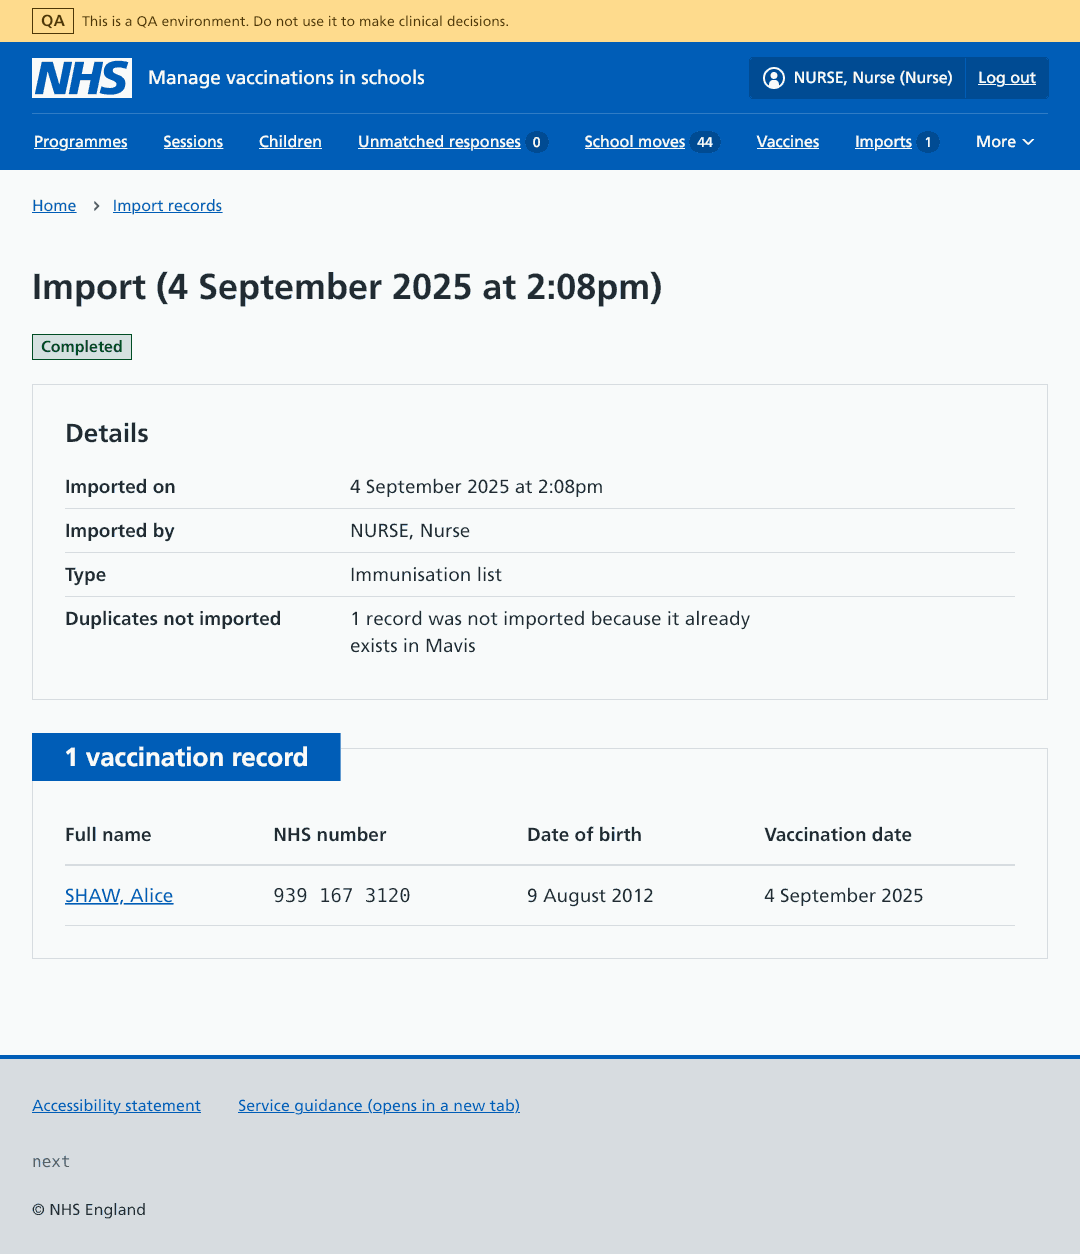 QA This is a QA environment. Do not use it to make clinical decisions.
NHS Manage vaccinations in schools NURSE, Nurse (Nurse) Log out
Programmes Sessions Children Unmatched responses 0 School moves 44 Vaccines Imports 1 More
Home Import records
Import (4 September 2025 at 2:08pm)
Completed
Details
Imported on 4 September 2025 at 2:08pm
Imported by NURSE, Nurse
Type Immunisation list
Duplicates not imported 1 record was not imported because it already
exists in Mavis
1 vaccination record
Full name NHS number Date of birth Vaccination date
SHAW, Alice 939 167 3120 9 August 2012 4 September 2025
Accessibility statement Service guidance (opens in a new tab)
next
© NHS England